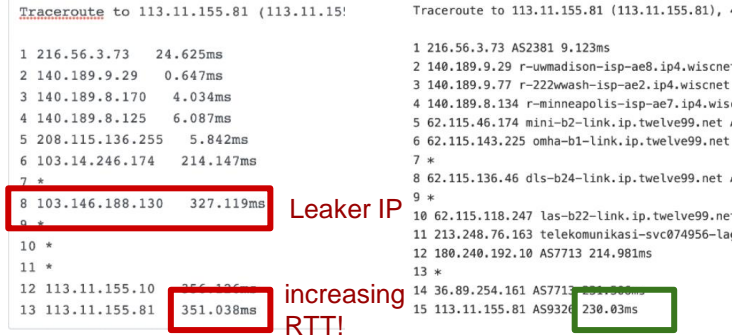 Traceroute to 113.11.155.81 (113.11.15
1 216.56.3.73 24.625ms
2 140.189.9.29 0.647ms
3 140.189.8.170 4.034ms
4 140.189.8.125 6.087ms
5 208.115.136.255 5.842ms
6 103.14.246.174 214.147ms
7 *
8 103.146.188.130 327.119ms
9 *
10 *
11 *
12 113.11.155.10
13 113.11.155.81 351.038ms
Leaker IP
increasing
RTT!
Traceroute to 113.11.155.81 (113.11.155.81),
1 216.56.3.73 AS2381 9.123ms
2 140.189.9.29 r-uwmadison-isp-ae8.ip4.wiscnet
3 140.189.9.77 r-222wwash-isp-ae2.ip4.wiscnet
4 140.189.8.134 r-minneapolis-isp-ae7.ip4.wis
5 62.115.46.174 mini-b2-link.ip.twelve99.net
6 62.115.143.225 omha-b1-link.ip.twelve99.net
7 *
8 62.115.136.46 dls-b24-link.ip.twelve99.net
9 *
10 62.115.118.247 las-b22-link.ip.twelve99.ne
11 213.248.76.163 telekomunikasi-svc074956-la
12 180.240.192.10 AS7713 214.981ms
13 *
14 36.89.254.161 AS7713
15 113.11.155.81 AS9326 230.03ms